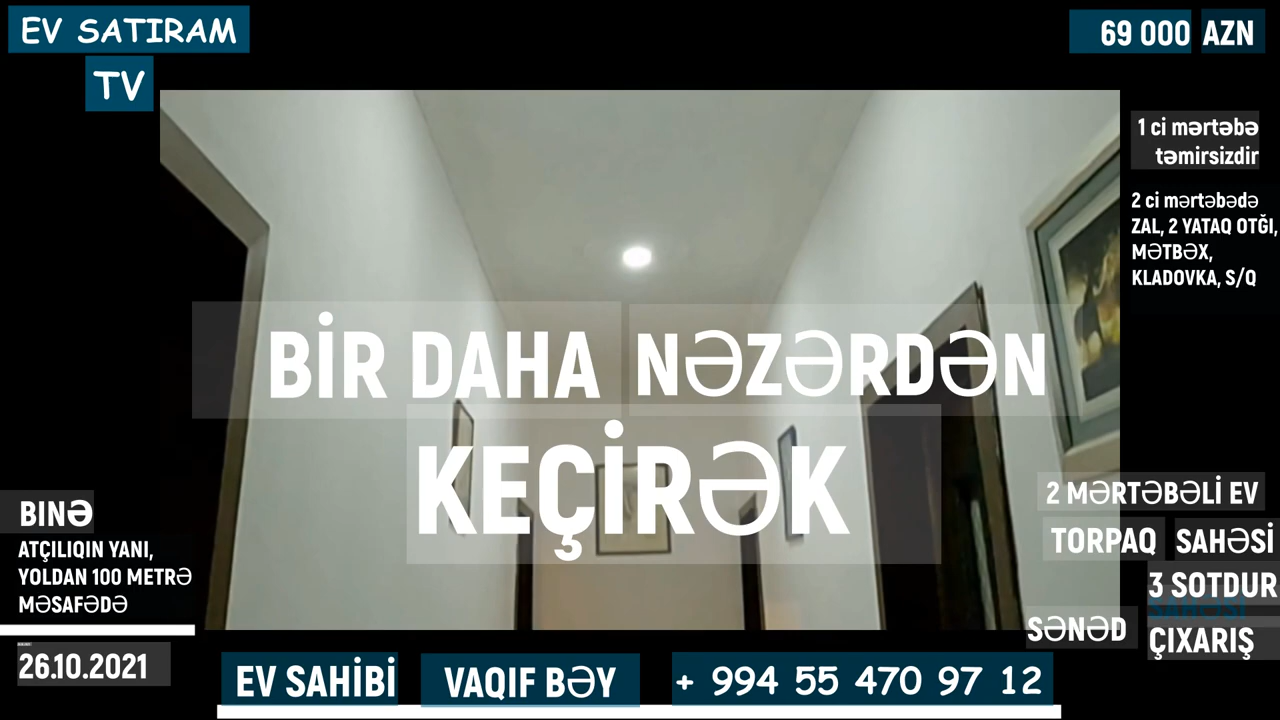 EV SATIRAM
TV
69 000 AZN
1 ci mərtəbə
təmirsizdir
2 ci mərtəbədə
ZAL, 2 YATAQ OTĞI,
MƏTBƏX,
KLADOVKA, S/Q
BİR DAHA NƏZƏRDƏN
KEÇİRƏK
BINƏ
ATÇILIQIN YANI,
YOLDAN 100 METRƏ
MƏSAFƏDƏ
26.10.2021
2 MƏRTƏBƏLİ EV
TORPAQ SAHƏSİ
3 SOTDUR
SAHƏSİ
SƏNƏD ÇIXARIŞ
EV SAHİBİ VAQIF BƏY + 994 55 470 97 12